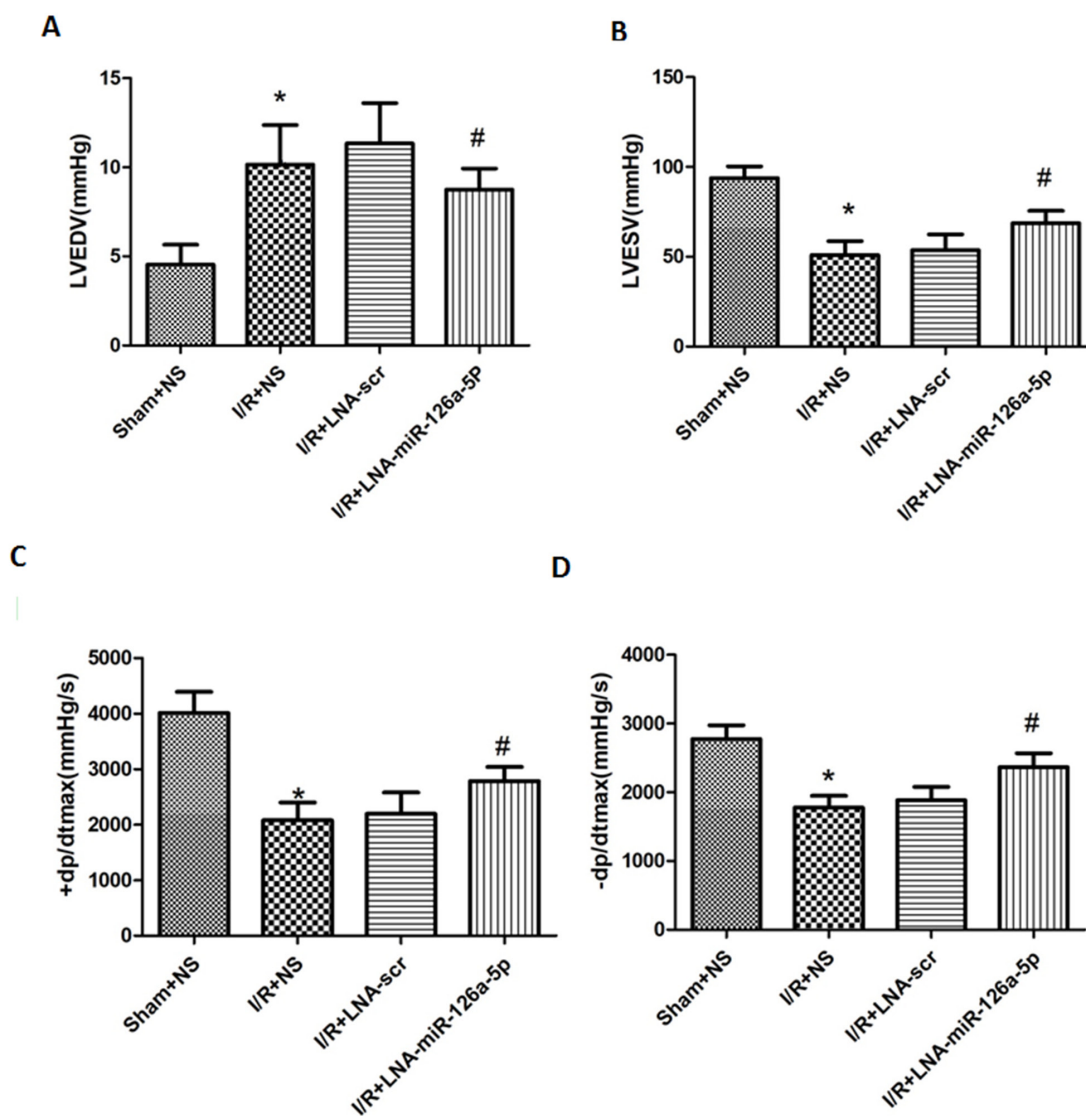 A
LVEDV(mmHg)
15
10
5
0
*
#
Sham+NS
I/R+NS
I/R+LNA-scr
I/R+LNA-miR-126a-5P
B
LVESV(mmHg)
150
100
50
0
*
#
Sham+NS
I/R+NS
I/R+LNA-scr
I/R+LNA-miR-126a-5p
C
+dp/dtmax(mmHg/s)
5000
4000
3000
2000
1000
0
*
#
Sham+NS
I/R+NS
I/R+LNA-scr
I/R+LNA-miR-126a-5p
D
-dp/dtmax(mmHg/s)
4000
3000
2000
1000
0
*
#
Sham+NS
I/R+NS
I/R+LNA-scr
I/R+LNA-miR-126a-5p